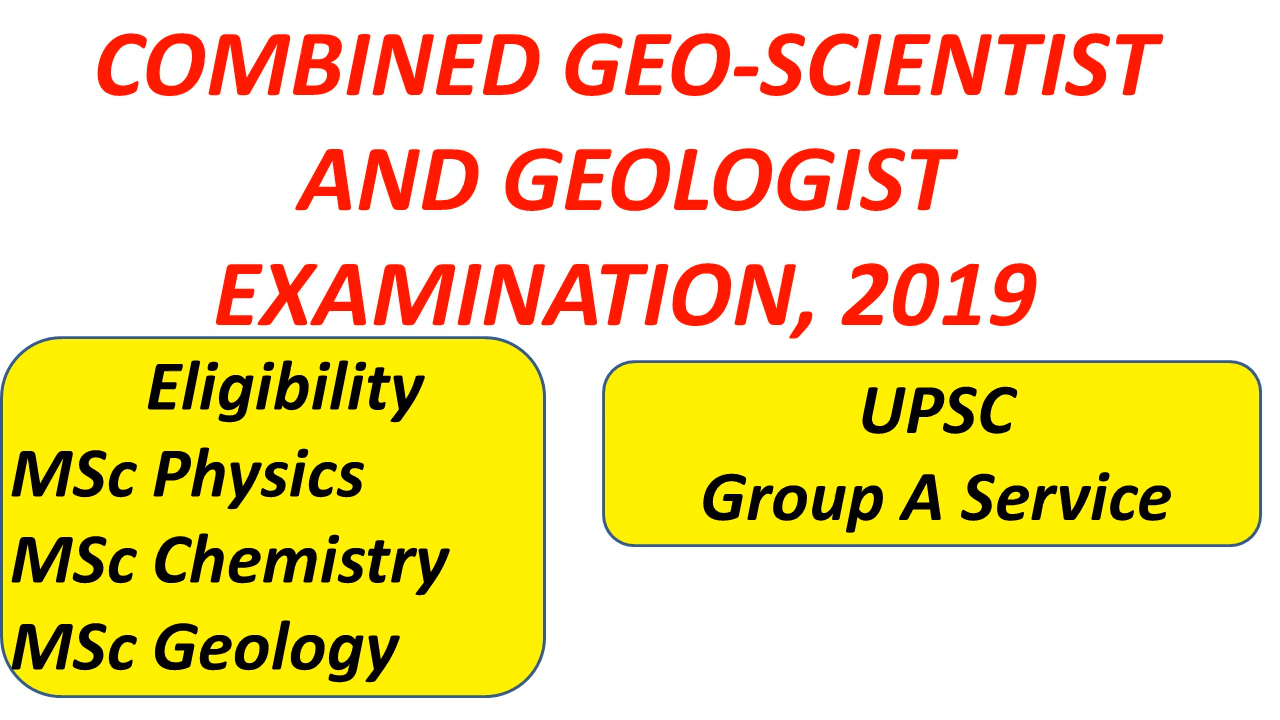 COMBINED GEO-SCIENTIST
AND GEOLOGIST
EXAMINATION, 2019
Eligibility
MSc Physics
MSc Chemistry
MSc Geology
UPSC
Group A Service